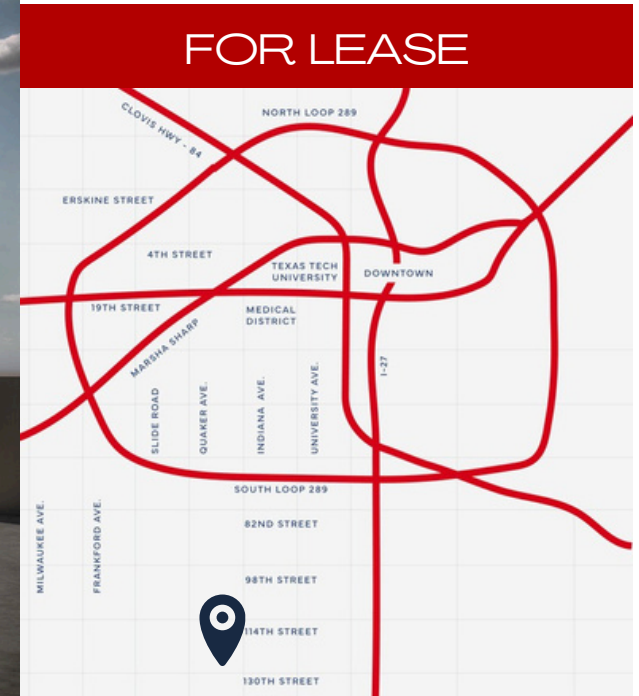 FOR LEASE
CLOVIS HWY - 84
NORTH LOOP 289
ERSKINE STREET
4TH STREET
TEXAS TECH
UNIVERSITY
DOWNTOWN
19TH STREET
MEDICAL
DISTRICT
MARSHA SHARP
I-27
SLIDE ROAD
QUAKER AVE.
INDIANA AVE.
UNIVERSITY AVE.
SOUTH LOOP 289
MILWAUKEE AVE.
FRANKFORD AVE.
82ND STREET
98TH STREET
114TH STREET
130TH STREET